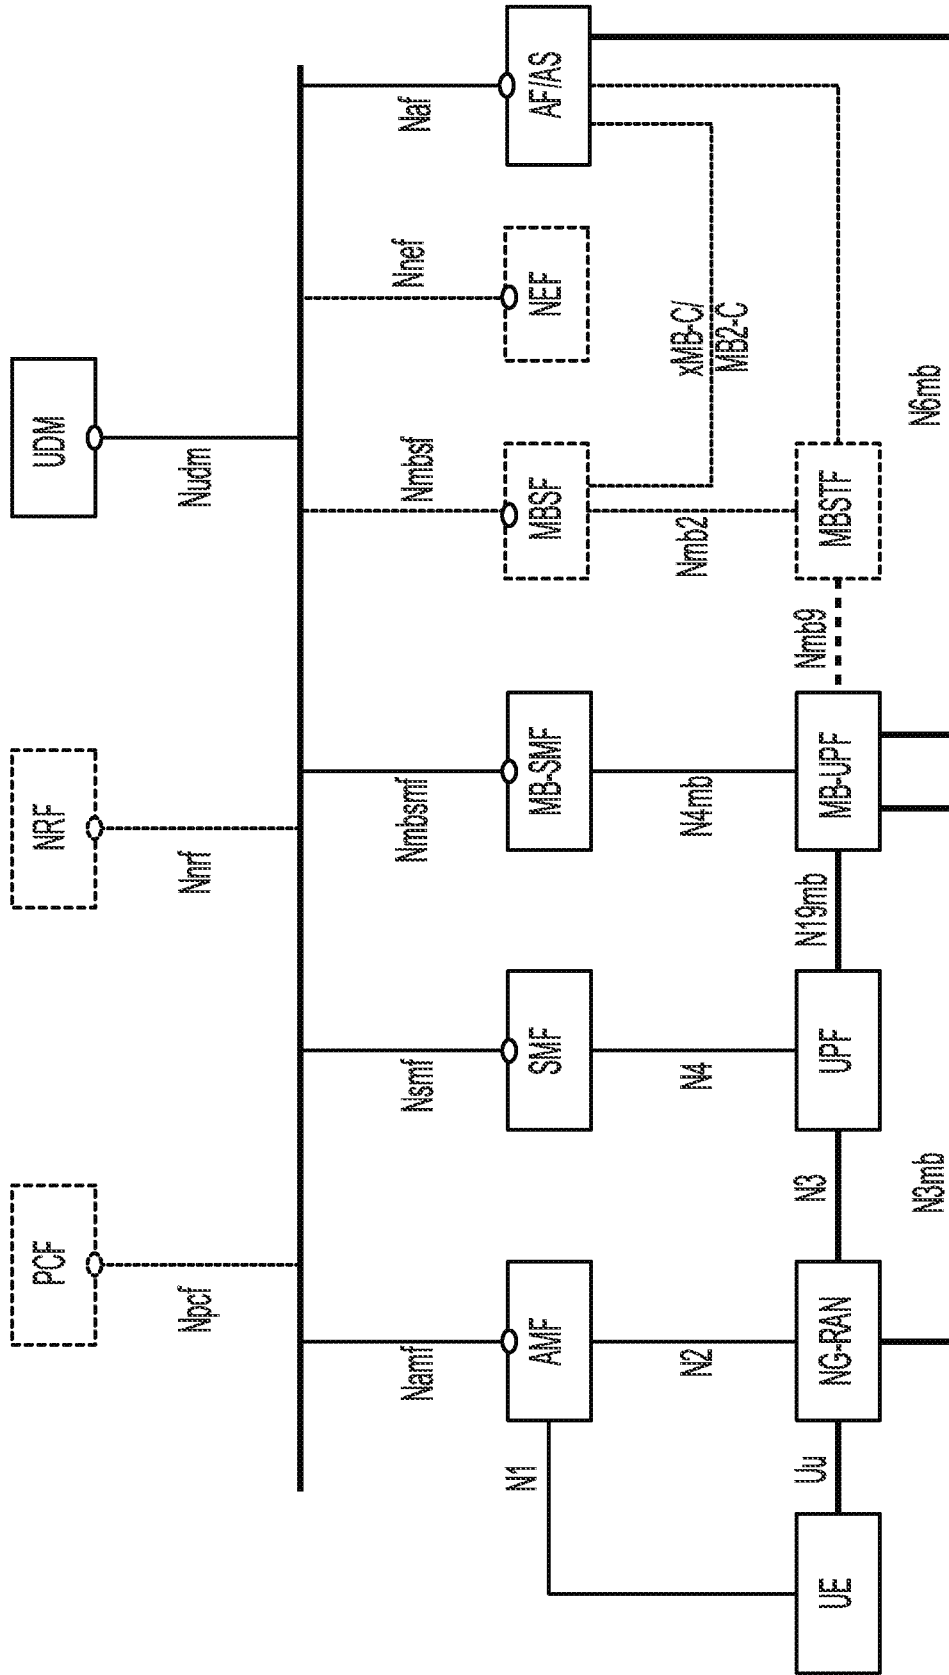 PCF
NRF
UDM
Npcf
Nnrf
Nudm
Namf
Nsmf
Nmbsmf
Nmbsf
Nnef
Naf
AMF
SMF
MB-SMF
MBSF
NEF
AF/AS
N1
N2
N4
N4mb
Nmb2
xMB-C/
MB2-C
Uu
N3
N19mb
Nmb9
UE
NG-RAN
UPF
MB-UPF
MBSTF
N3mb
N6mb